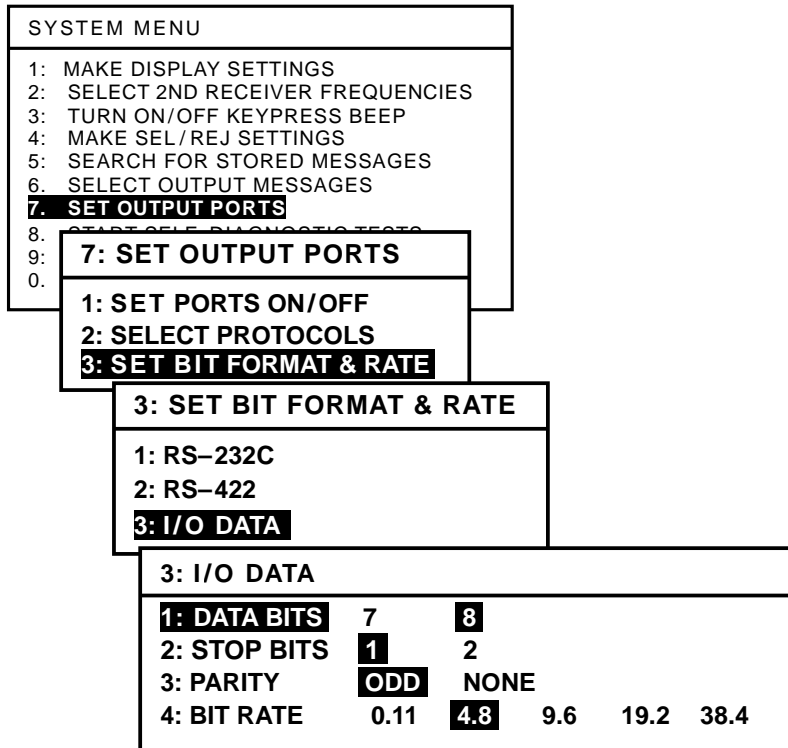 SYSTEM MENU
1: MAKE DISPLAY SETTINGS
2: SELECT 2ND RECEIVER FREQUENCIES
3: TURN ON/OFF KEYPRESS BEEP
4: MAKE SEL/REJ SETTINGS
5: SEARCH FOR STORED MESSAGES
6. SELECT OUTPUT MESSAGES
7. SET OUTPUT PORTS
8. START SELF-DIAGNOSTIC TESTS
9:
0.
7: SET OUTPUT PORTS
1: SET PORTS ON/OFF
2: SELECT PROTOCOLS
3: SET BIT FORMAT & RATE
3: SET BIT FORMAT & RATE
1: RS–232C
2: RS–422
3: I/O DATA
3: I/O DATA
1: DATA BITS 7 8
2: STOP BITS 1 2
3: PARITY ODD NONE
4: BIT RATE 0.11 4.8 9.6 19.2 38.4